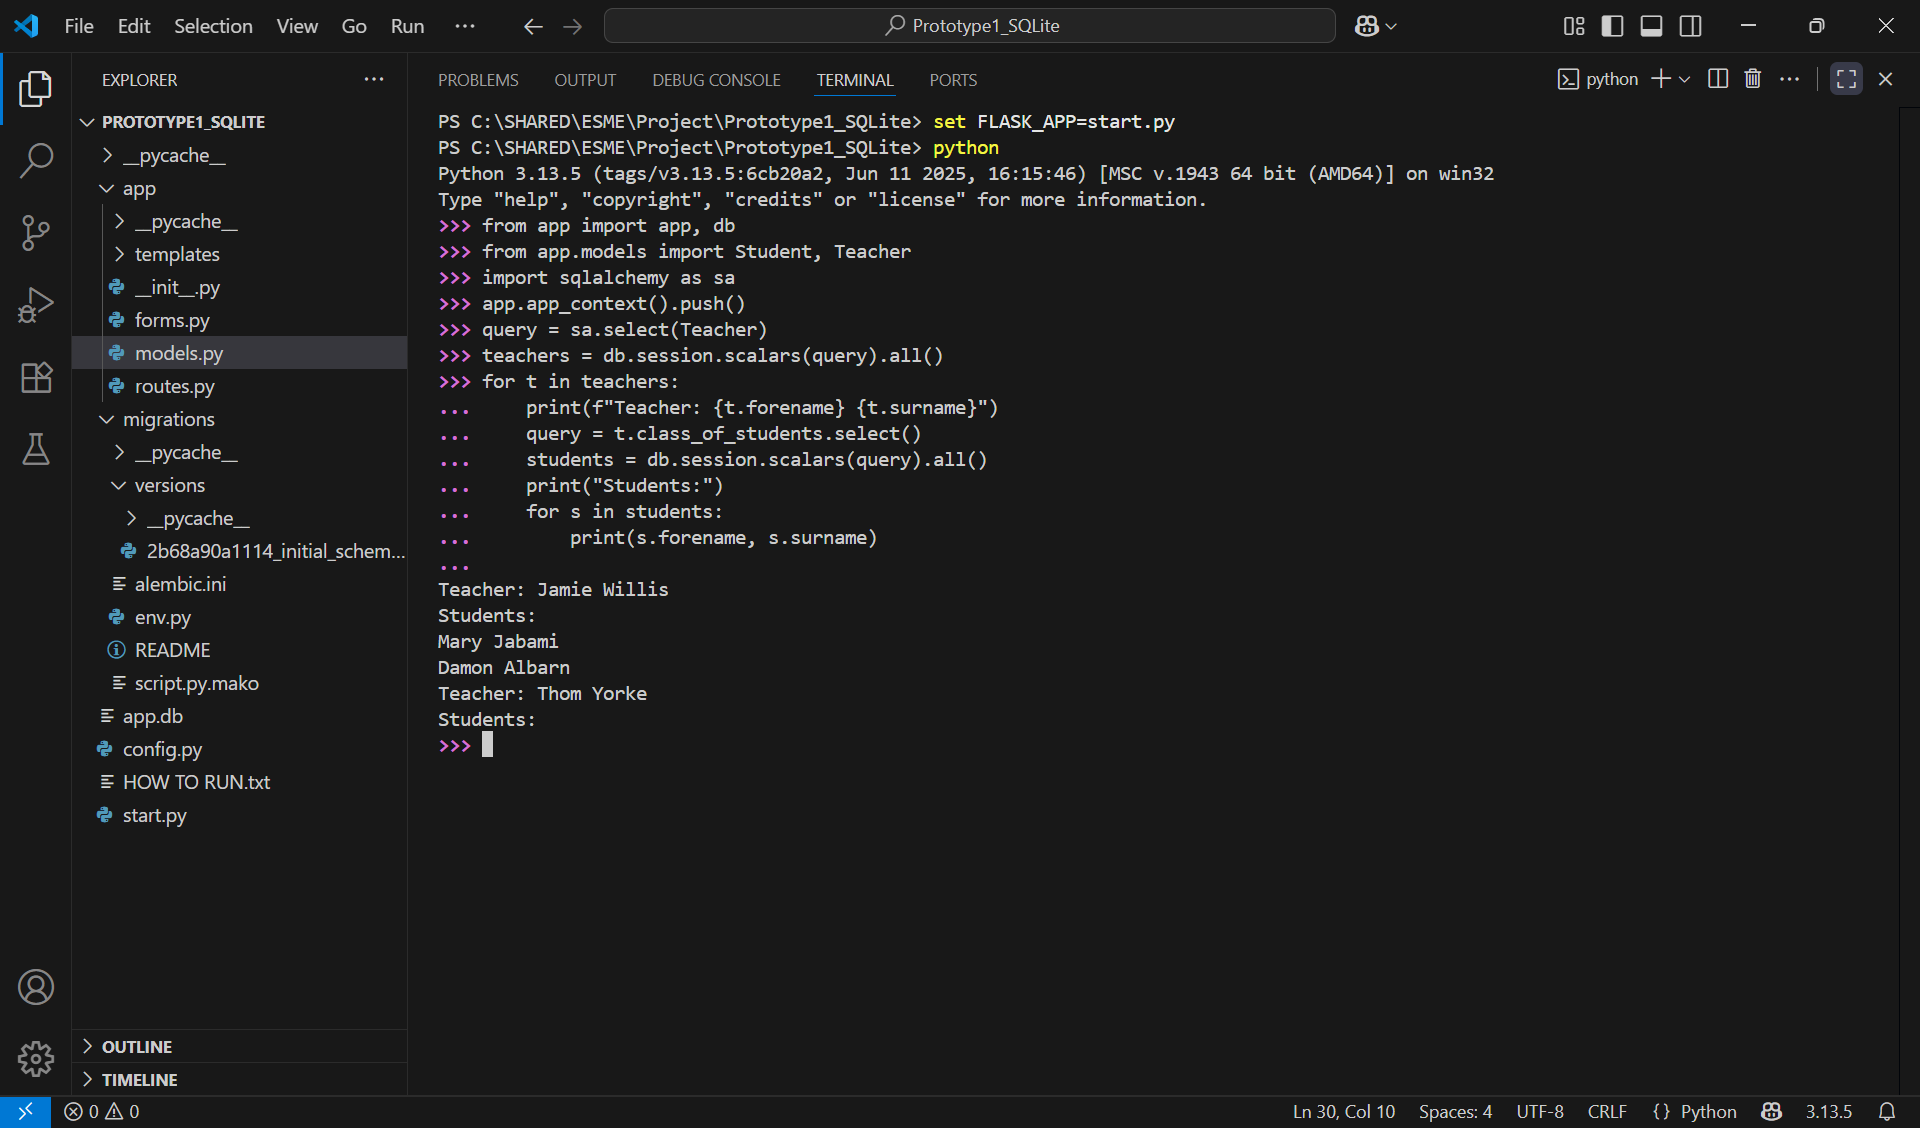 File Edit Selection View Go Run ...
Prototype1_SQLite
EXPLORER ...
PROTOTYPE1_SQLITE
__pycache__
app
__pycache__
templates
__init__.py
forms.py
models.py
routes.py
migrations
__pycache__
versions
__pycache__
2b68a90a1114_initial_schem...
alembic.ini
env.py
README
script.py.mako
app.db
config.py
HOW TO RUN.txt
start.py
OUTLINE
TIMELINE
PROBLEMS OUTPUT DEBUG CONSOLE TERMINAL PORTS
python
PS C:\SHARED\ESME\Project\Prototype1_SQLite> set FLASK_APP=start.py
PS C:\SHARED\ESME\Project\Prototype1_SQLite> python
Python 3.13.5 (tags/v3.13.5:6cb20a2, Jun 11 2025, 16:15:46) [MSC v.1943 64 bit (AMD64)] on win32
Type "help", "copyright", "credits" or "license" for more information.
>>> from app import app, db
>>> from app.models import Student, Teacher
>>> import sqlalchemy as sa
>>> app.app_context().push()
>>> query = sa.select(Teacher)
>>> teachers = db.session.scalars(query).all()
>>> for t in teachers:
...     print(f"Teacher: {t.forename} {t.surname}")
...     query = t.class_of_students.select()
...     students = db.session.scalars(query).all()
...     print("Students:")
...     for s in students:
...         print(s.forename, s.surname)
...
Teacher: Jamie Willis
Students:
Mary Jabami
Damon Albarn
Teacher: Thom Yorke
Students:
>>>
0 0
Ln 30, Col 10 Spaces: 4 UTF-8 CRLF {} Python 3.13.5